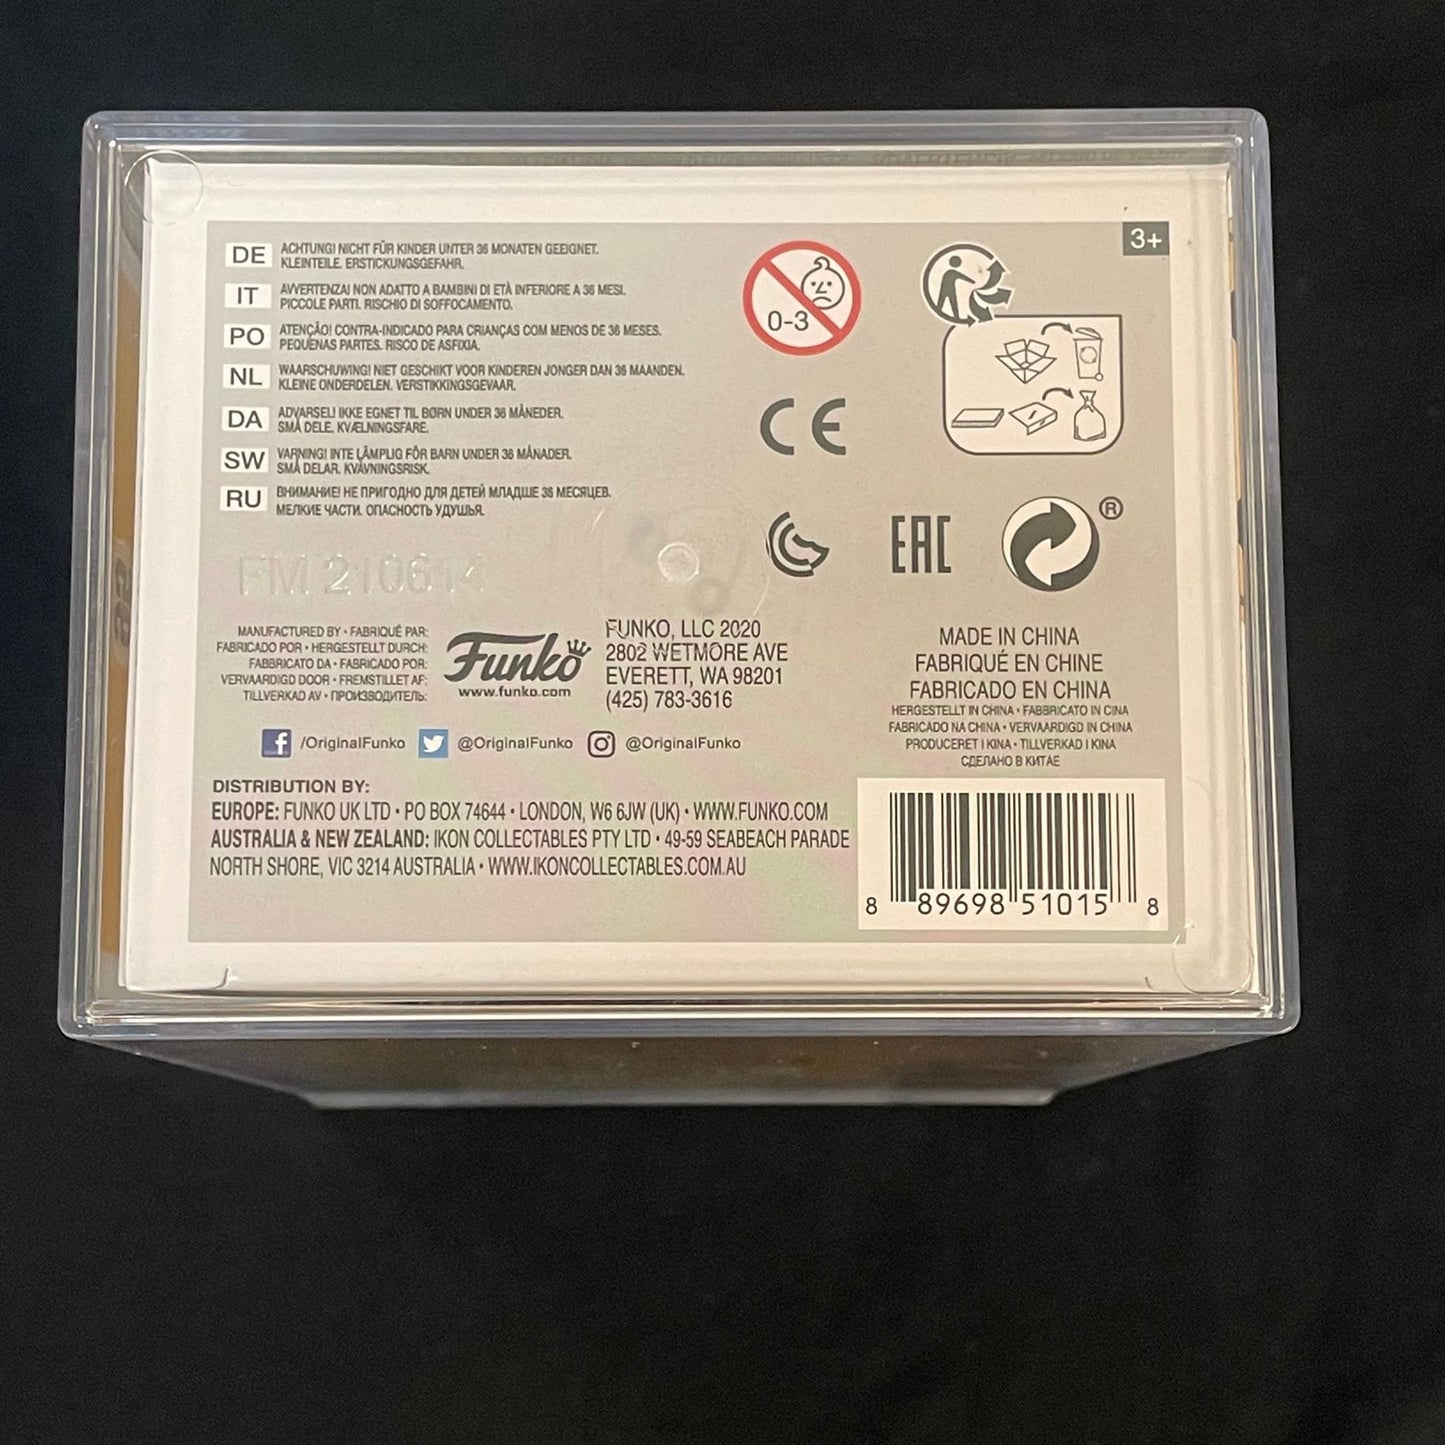 3+
DE
ACHTUNG! NICHT FÜR KINDER UNTER 36 MONATEN GEEIGNET.
KLEINTEILE. ERSTICKUNGSGEFAHR.
IT
AVVERTENZA! NON ADATTO A BAMBINI DI ETÀ INFERIORE A 36 MESI.
PICCOLE PARTI. RISCHIO DI SOFFOCAMENTO.
PO
ATENÇÃO! CONTRA-INDICADO PARA CRIANÇAS COM MENOS DE 36 MESES.
PEQUENAS PARTES. RISCO DE ASFIXIA.
NL
WAARSCHUWING! NIET GESCHIKT VOOR KINDEREN JONGER DAN 36 MAANDEN.
KLEINE ONDERDELEN. VERSTIKKINGSGEVAAR.
DA
ADVARSEL! IKKE EGNET TIL BØRN UNDER 36 MÅNEDER.
SMÅ DELE. KVÆLNINGSFARE.
SW
VARNING! INTE LÄMPLIG FÖR BARN UNDER 36 MÅNADER.
SMÅ DELAR. KVÄVNINGSRISK.
RU
ВНИМАНИЕ! НЕ ПРИГОДНО ДЛЯ ДЕТЕЙ МЛАДШЕ 36 МЕСЯЦЕВ.
МЕЛКИЕ ЧАСТИ. ОПАСНОСТЬ УДУШЬЯ.
0-3
CE
EAC
®
FM 210614
MANUFACTURED BY • FABRIQUÉ PAR:
FABRICADO POR • HERGESTELLT DURCH:
FABBRICATO DA • FABRICADO POR:
VERVAARDIGD DOOR • FREMSTILLET AF:
TILLVERKAD AV • ПРОИЗВОДИТЕЛЬ:
Funko
www.funko.com
FUNKO, LLC 2020
2802 WETMORE AVE
EVERETT, WA 98201
(425) 783-3616
MADE IN CHINA
FABRIQUÉ EN CHINE
FABRICADO EN CHINA
HERGESTELLT IN CHINA • FABBRICATO IN CINA
FABRICADO NA CHINA • VERVAARDIGD IN CHINA
PRODUCERET I KINA • TILLVERKAD I KINA
СДЕЛАНО В КИТАЕ
/OriginalFunko @OriginalFunko @OriginalFunko
DISTRIBUTION BY:
EUROPE: FUNKO UK LTD • PO BOX 74644 • LONDON, W6 6JW (UK) • WWW.FUNKO.COM
AUSTRALIA & NEW ZEALAND: IKON COLLECTABLES PTY LTD • 49-59 SEABEACH PARADE
NORTH SHORE, VIC 3214 AUSTRALIA • WWW.IKONCOLLECTABLES.COM.AU
8 89698 51015 8